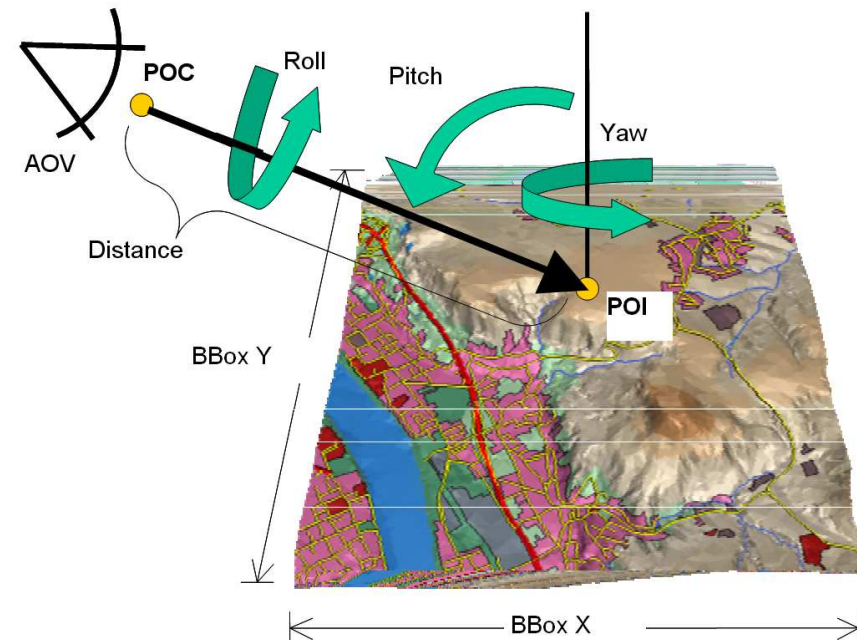 POC
Roll
Pitch
Yaw
AOV
Distance
POI
BBox Y
BBox X